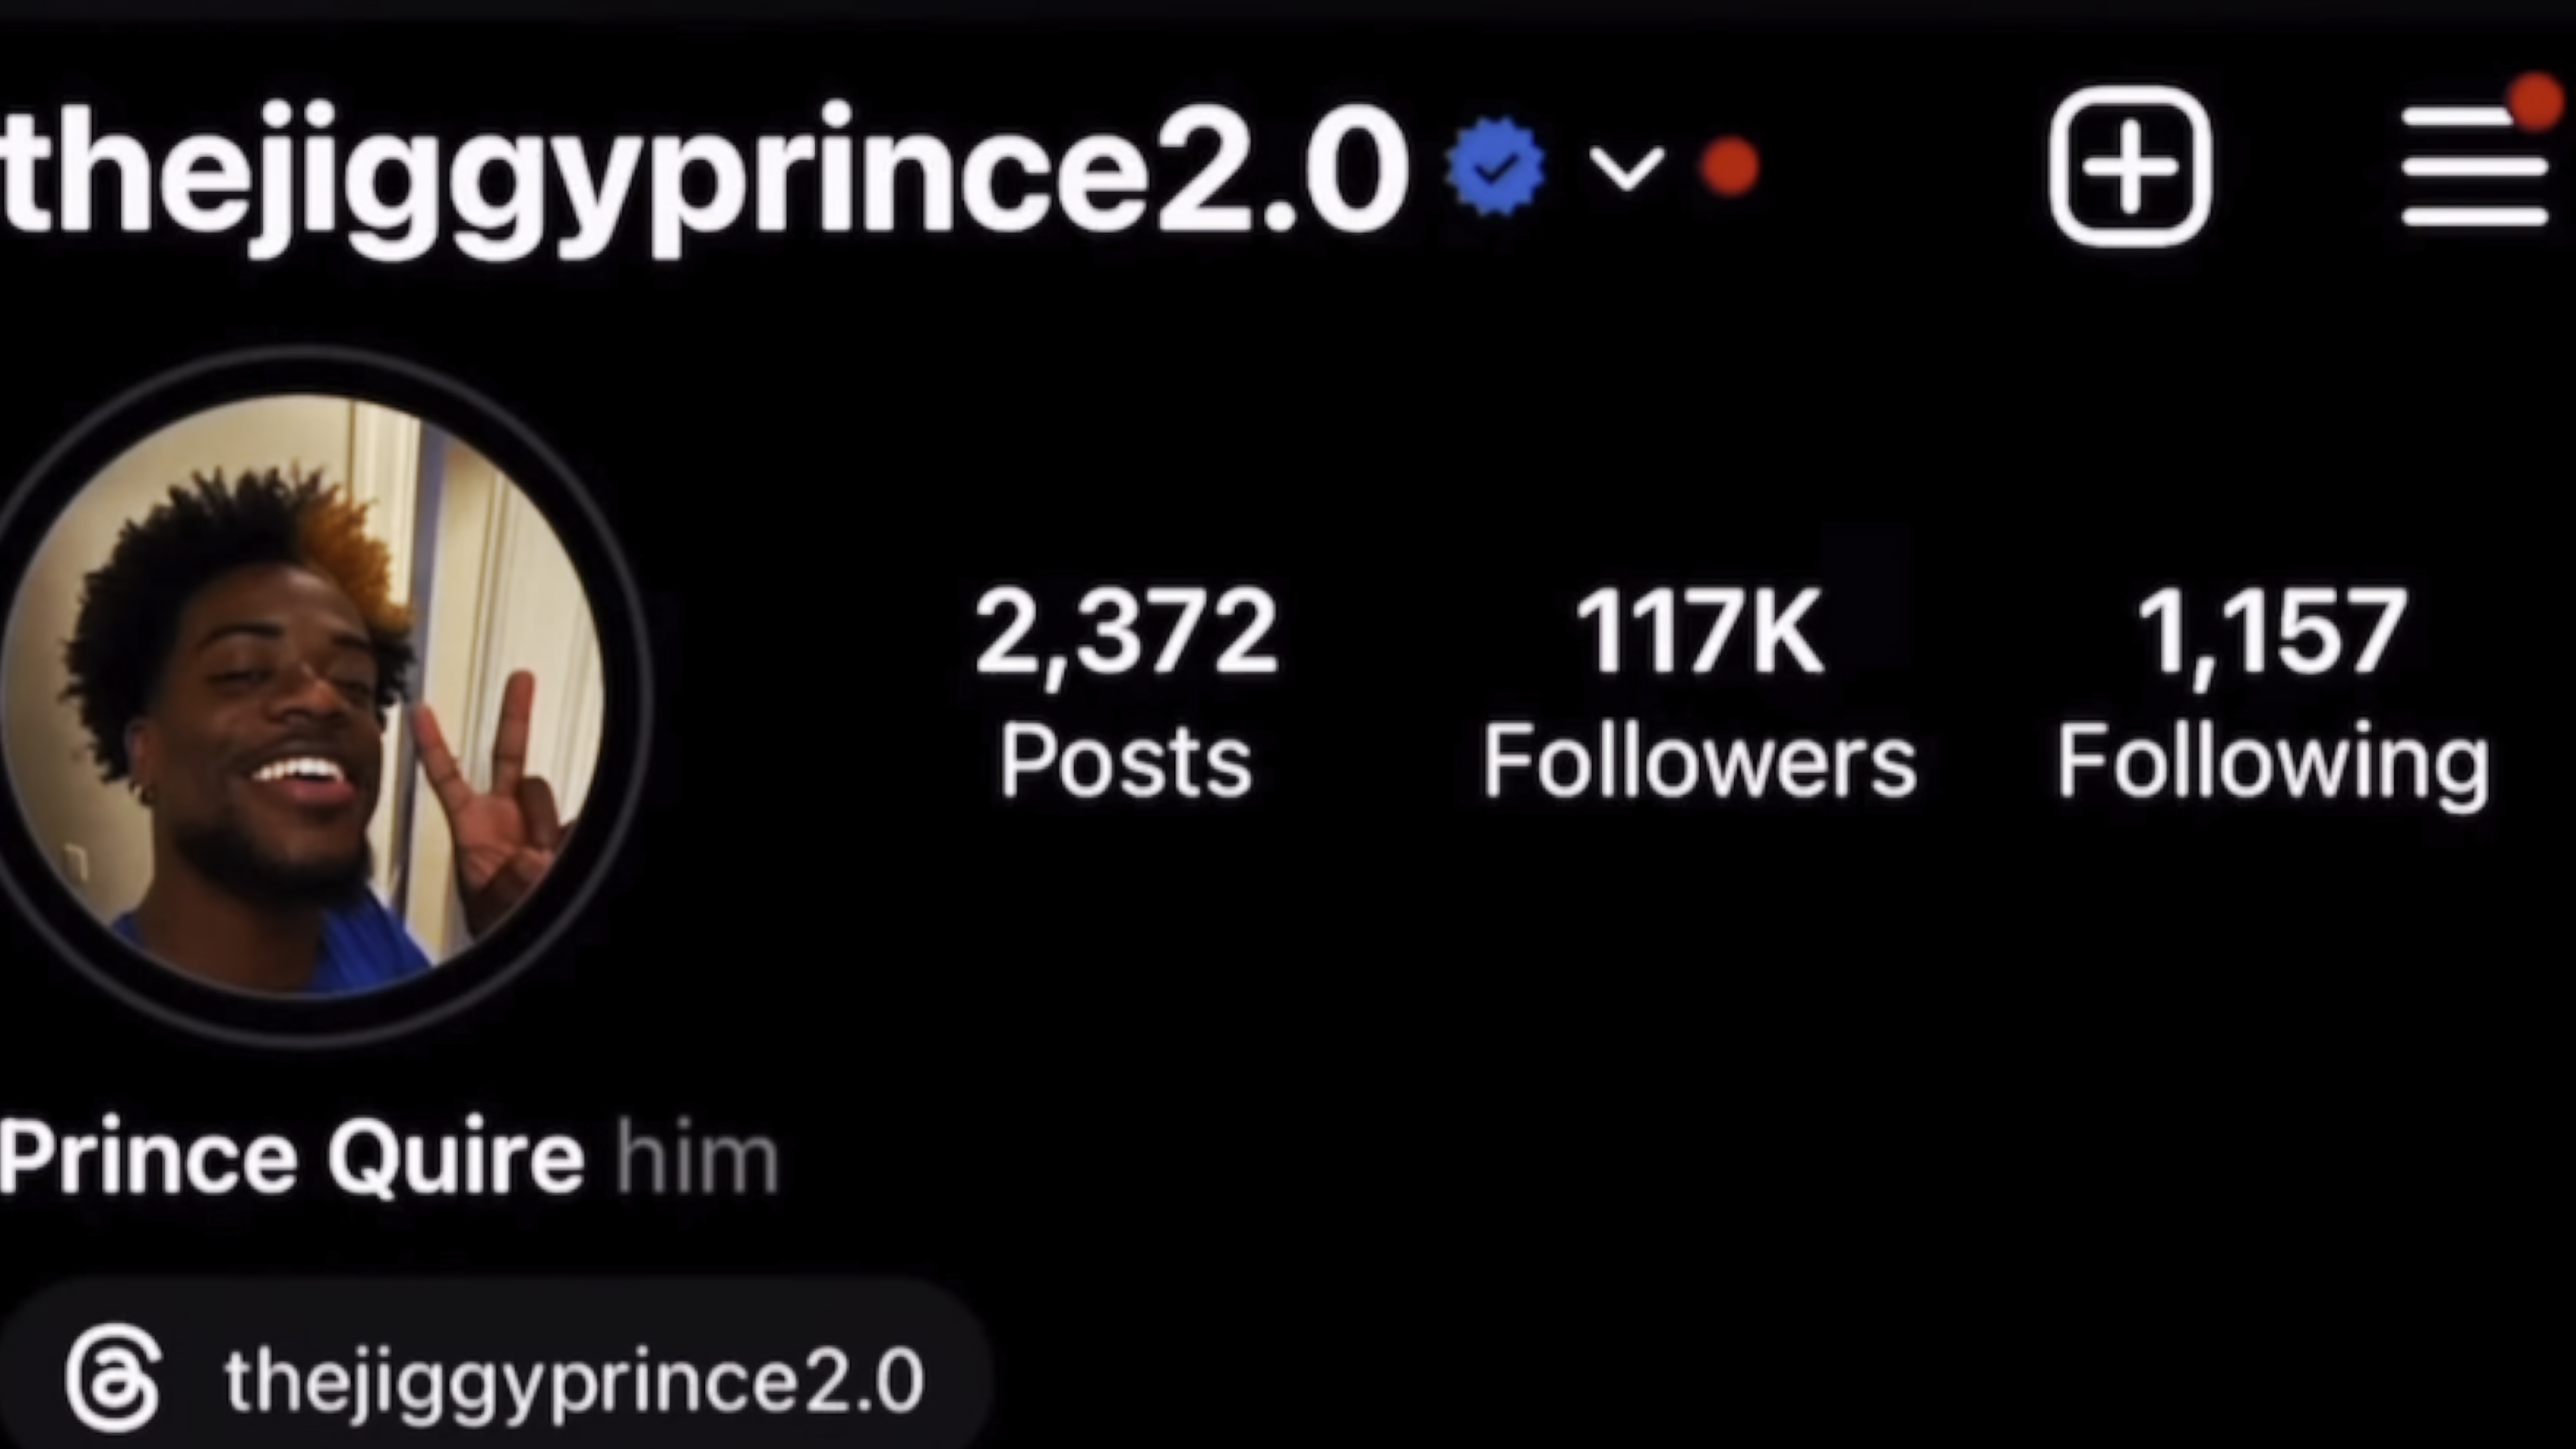 thejiggyprince2.0
2,372 117K 1,157
Posts Followers Following
Prince Quire him
thejiggyprince2.0